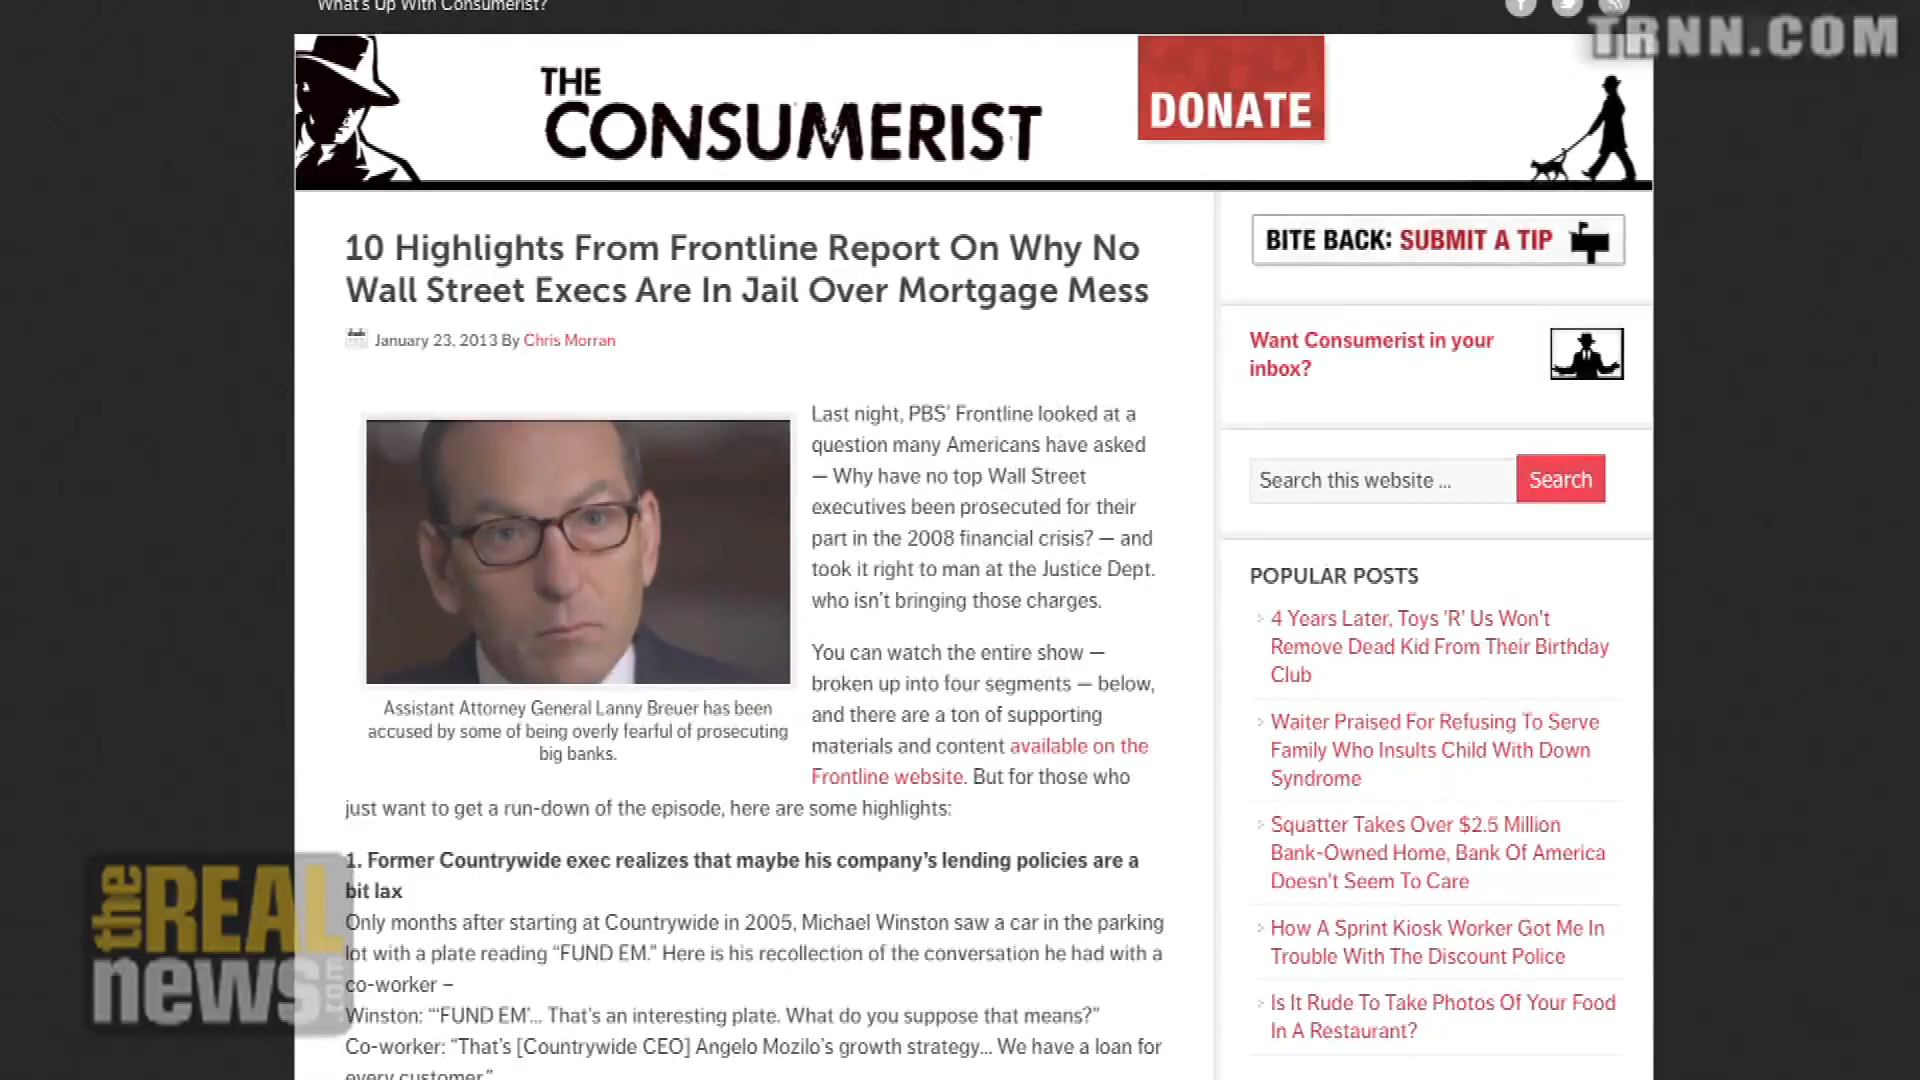 What's Up With Consumerist?
TRNN.COM
THE
CONSUMERIST
DONATE
10 Highlights From Frontline Report On Why No
Wall Street Execs Are In Jail Over Mortgage Mess
January 23, 2013 By Chris Morran
Last night, PBS' Frontline looked at a
question many Americans have asked
— Why have no top Wall Street
executives been prosecuted for their
part in the 2008 financial crisis? — and
took it right to man at the Justice Dept.
who isn't bringing those charges.
You can watch the entire show —
broken up into four segments — below,
and there are a ton of supporting
materials and content available on the
Frontline website. But for those who
just want to get a run-down of the episode, here are some highlights:
Assistant Attorney General Lanny Breuer has been
accused by some of being overly fearful of prosecuting
big banks.
1. Former Countrywide exec realizes that maybe his company's lending policies are a
bit lax
Only months after starting at Countrywide in 2005, Michael Winston saw a car in the parking
lot with a plate reading “FUND EM.” Here is his recollection of the conversation he had with a
co-worker –
Winston: “‘FUND EM’... That's an interesting plate. What do you suppose that means?”
Co-worker: “That's [Countrywide CEO] Angelo Mozilo's growth strategy... We have a loan for
every customer.”
BITE BACK: SUBMIT A TIP
Want Consumerist in your
inbox?
Search this website ...
Search
POPULAR POSTS
4 Years Later, Toys 'R' Us Won't
Remove Dead Kid From Their Birthday
Club
Waiter Praised For Refusing To Serve
Family Who Insults Child With Down
Syndrome
Squatter Takes Over $2.5 Million
Bank-Owned Home, Bank Of America
Doesn't Seem To Care
How A Sprint Kiosk Worker Got Me In
Trouble With The Discount Police
Is It Rude To Take Photos Of Your Food
In A Restaurant?
the REAL
news.com